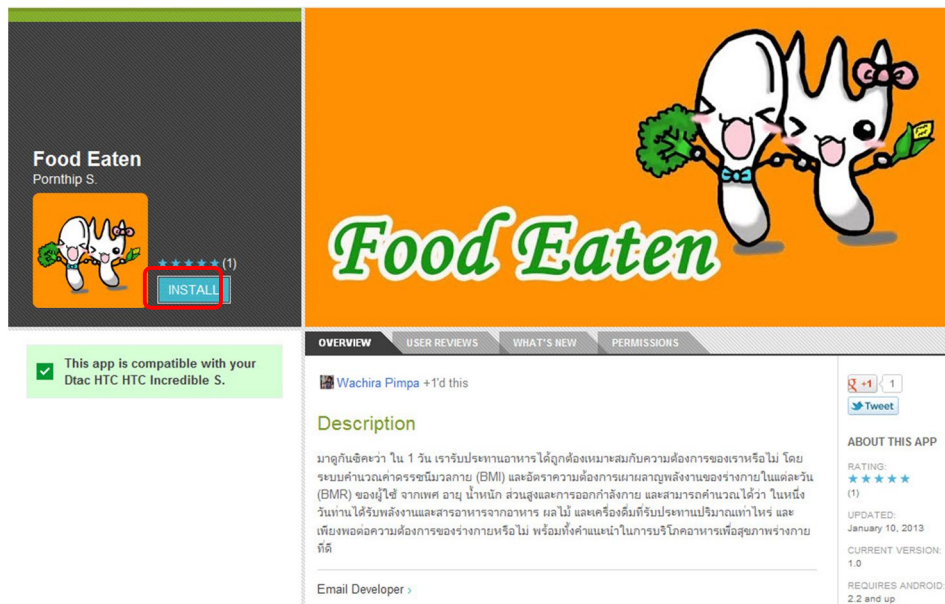 Food Eaten
Pornthip S.
(1)
INSTALL
This app is compatible with your
Dtac HTC HTC Incredible S.
Food Eaten
OVERVIEW
USER REVIEWS
WHAT'S NEW
PERMISSIONS
Wachira Pimpa +1'd this
Description
มาดูกันซิคะว่า ใน 1 วัน เรารับประทานอาหารได้ถูกต้องเหมาะสมกับความต้องการของเราหรือไม่ โดย
ระบบคำนวณค่าดรรชนีมวลกาย (BMI) และอัตราความต้องการเผาผลาญพลังงานของร่างกายในแต่ละวัน
(BMR) ของผู้ใช้ จากเพศ อายุ น้ำหนัก ส่วนสูงและการออกกำลังกาย และสามารถคำนวณได้ว่า ในหนึ่ง
วันท่านได้รับพลังงานและสารอาหารจากอาหาร ผลไม้ และเครื่องดื่มที่รับประทานปริมาณเท่าไหร่ และ
เพียงพอต่อความต้องการของร่างกายหรือไม่ พร้อมทั้งคำแนะนำในการบริโภคอาหารเพื่อสุขภาพร่างกาย
ที่ดี
Email Developer ›
g +1 1
Tweet
ABOUT THIS APP
RATING:
(1)
UPDATED:
January 10, 2013
CURRENT VERSION:
1.0
REQUIRES ANDROID:
2.2 and up